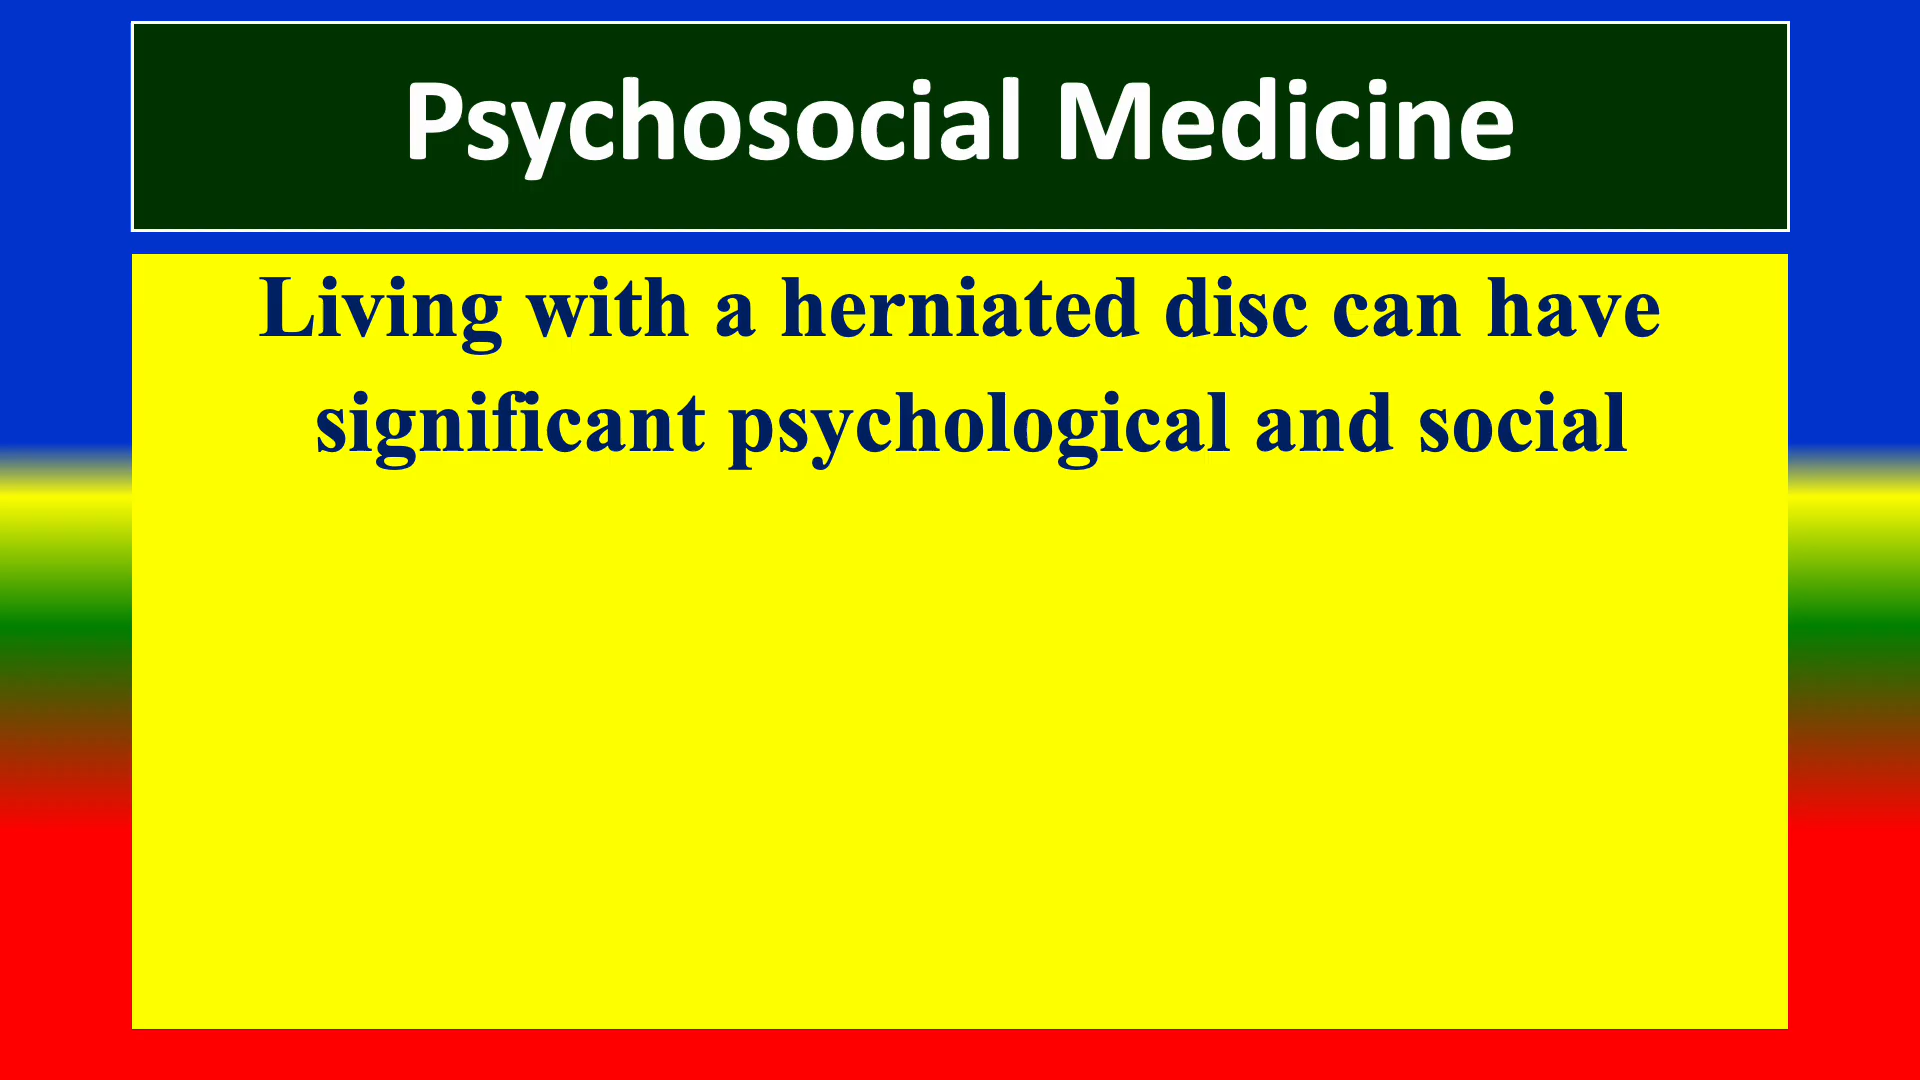 Psychosocial Medicine
Living with a herniated disc can have
significant psychological and social